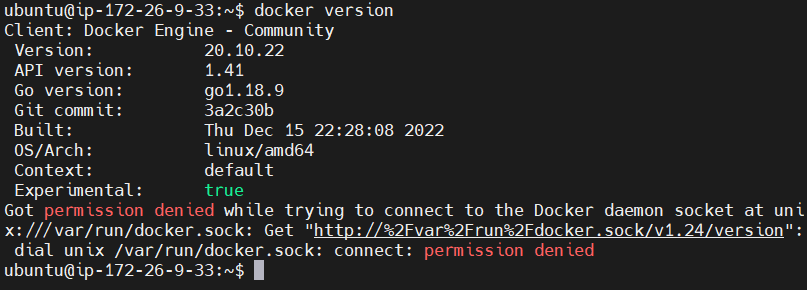 ubuntu@ip-172-26-9-33:~$ docker version
Client: Docker Engine - Community
 Version:           20.10.22
 API version:       1.41
 Go version:        go1.18.9
 Git commit:        3a2c30b
 Built:             Thu Dec 15 22:28:08 2022
 OS/Arch:           linux/amd64
 Context:           default
 Experimental:      true
Got permission denied while trying to connect to the Docker daemon socket at uni
x:///var/run/docker.sock: Get "http://%2Fvar%2Frun%2Fdocker.sock/v1.24/version":
 dial unix /var/run/docker.sock: connect: permission denied
ubuntu@ip-172-26-9-33:~$